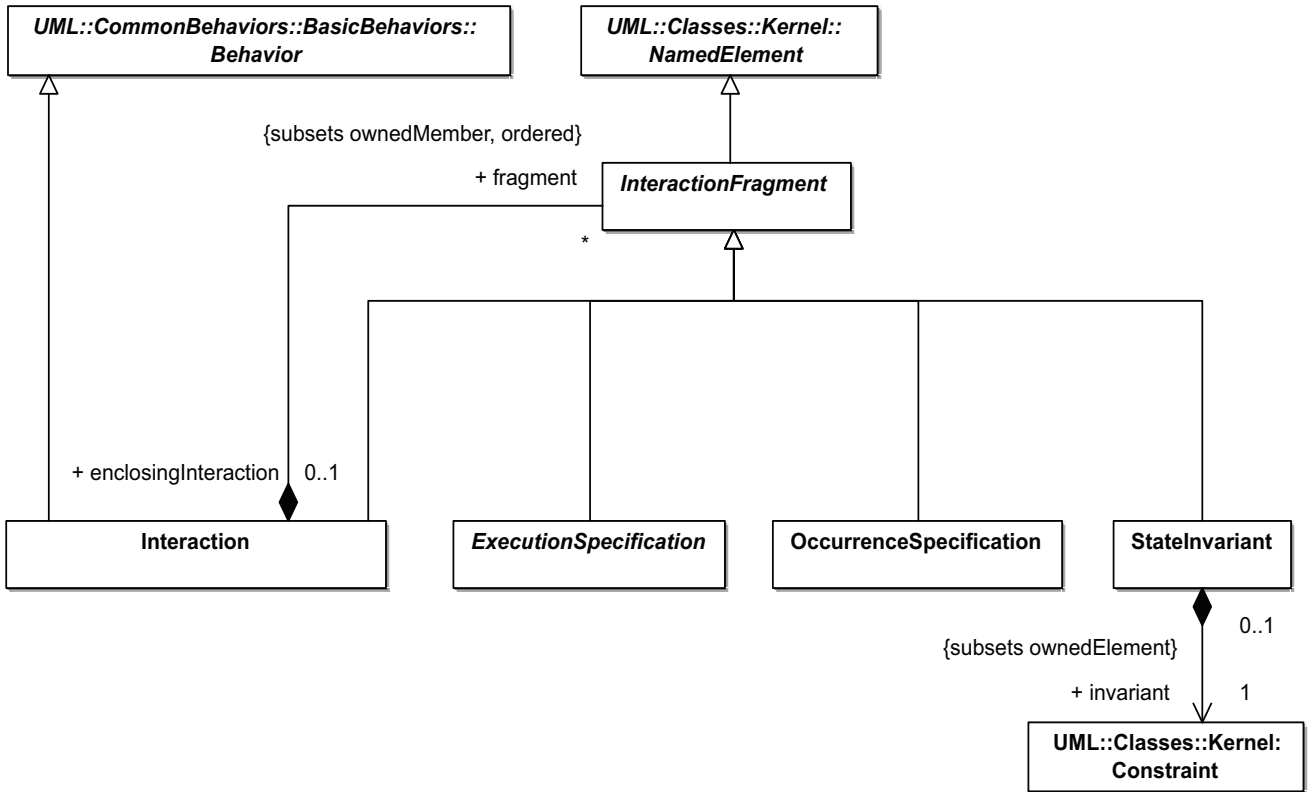 UML::CommonBehaviors::BasicBehaviors::
Behavior
UML::Classes::Kernel::
NamedElement
{subsets ownedMember, ordered}
+ fragment
InteractionFragment
*
+ enclosingInteraction
0..1
Interaction
ExecutionSpecification
OccurrenceSpecification
StateInvariant
0..1
{subsets ownedElement}
+ invariant
1
UML::Classes::Kernel:
Constraint